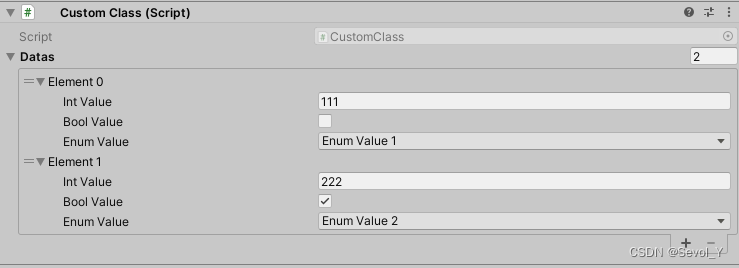 # Custom Class (Script)
Script # CustomClass
Datas 2
Element 0
Int Value 111
Bool Value
Enum Value Enum Value 1
Element 1
Int Value 222
Bool Value
Enum Value Enum Value 2
+ −
CSDN @Sevol_Y